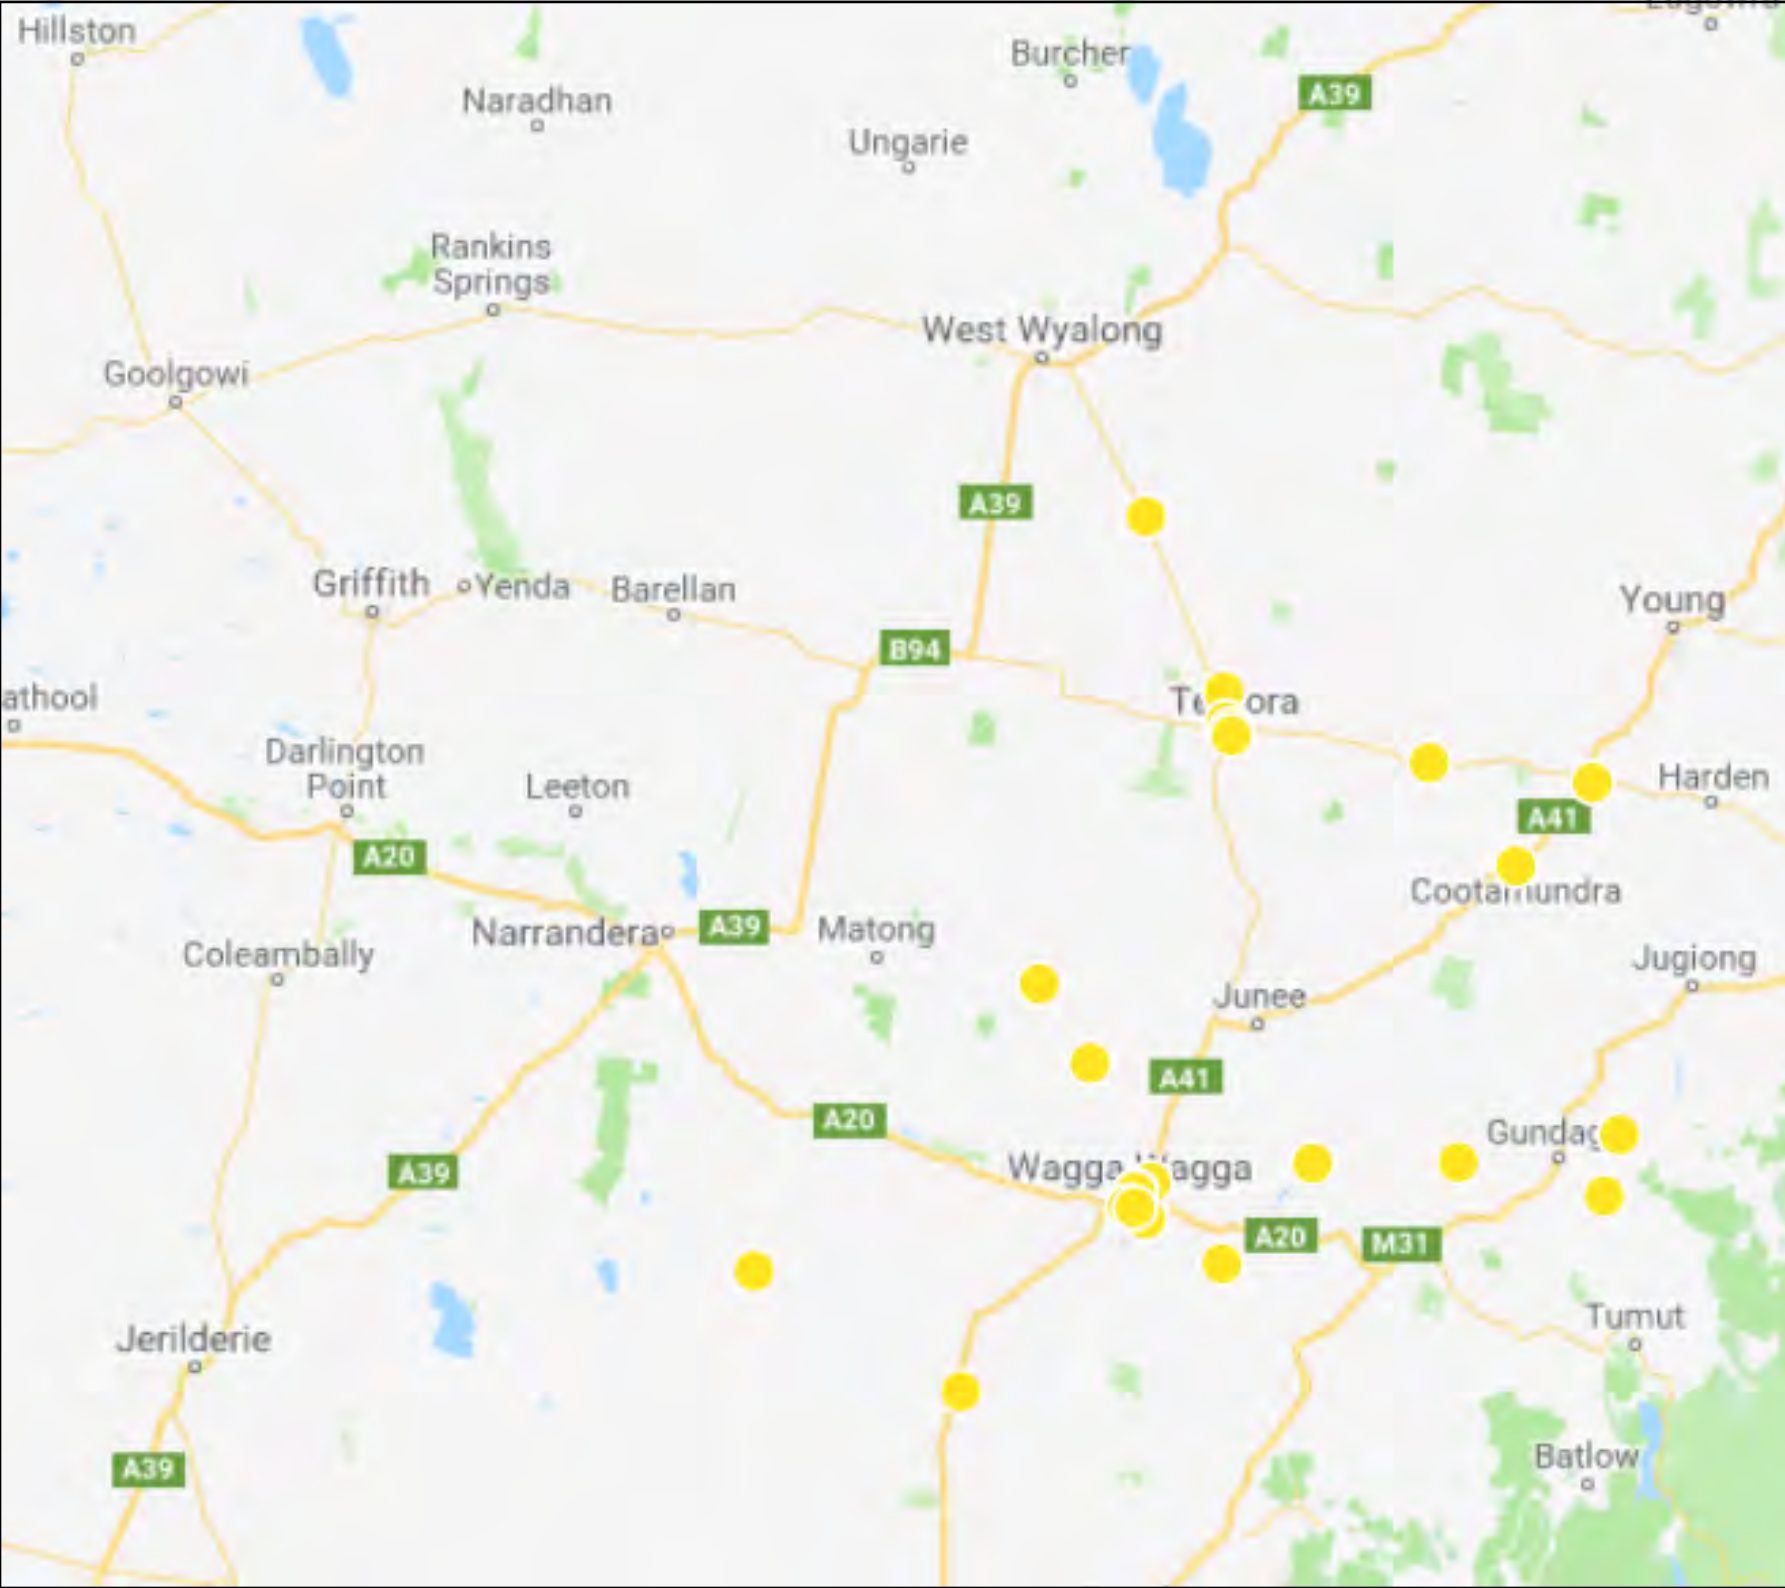 Hillston
Burcher
A39
Naradhan
Ungarie
Rankins
Springs
West Wyalong
Goolgowi
A39
Griffith
Yenda
Barellan
Young
B94
athool
ora
Darlington
Point
Leeton
Harden
A41
A20
Cootamundra
Narrandera
A39
Matong
Coleambally
Jugiong
Junee
A41
A20
Gundag
Wagga Wagga
A39
A20
M31
Tumut
Jerilderie
Batlow
A39